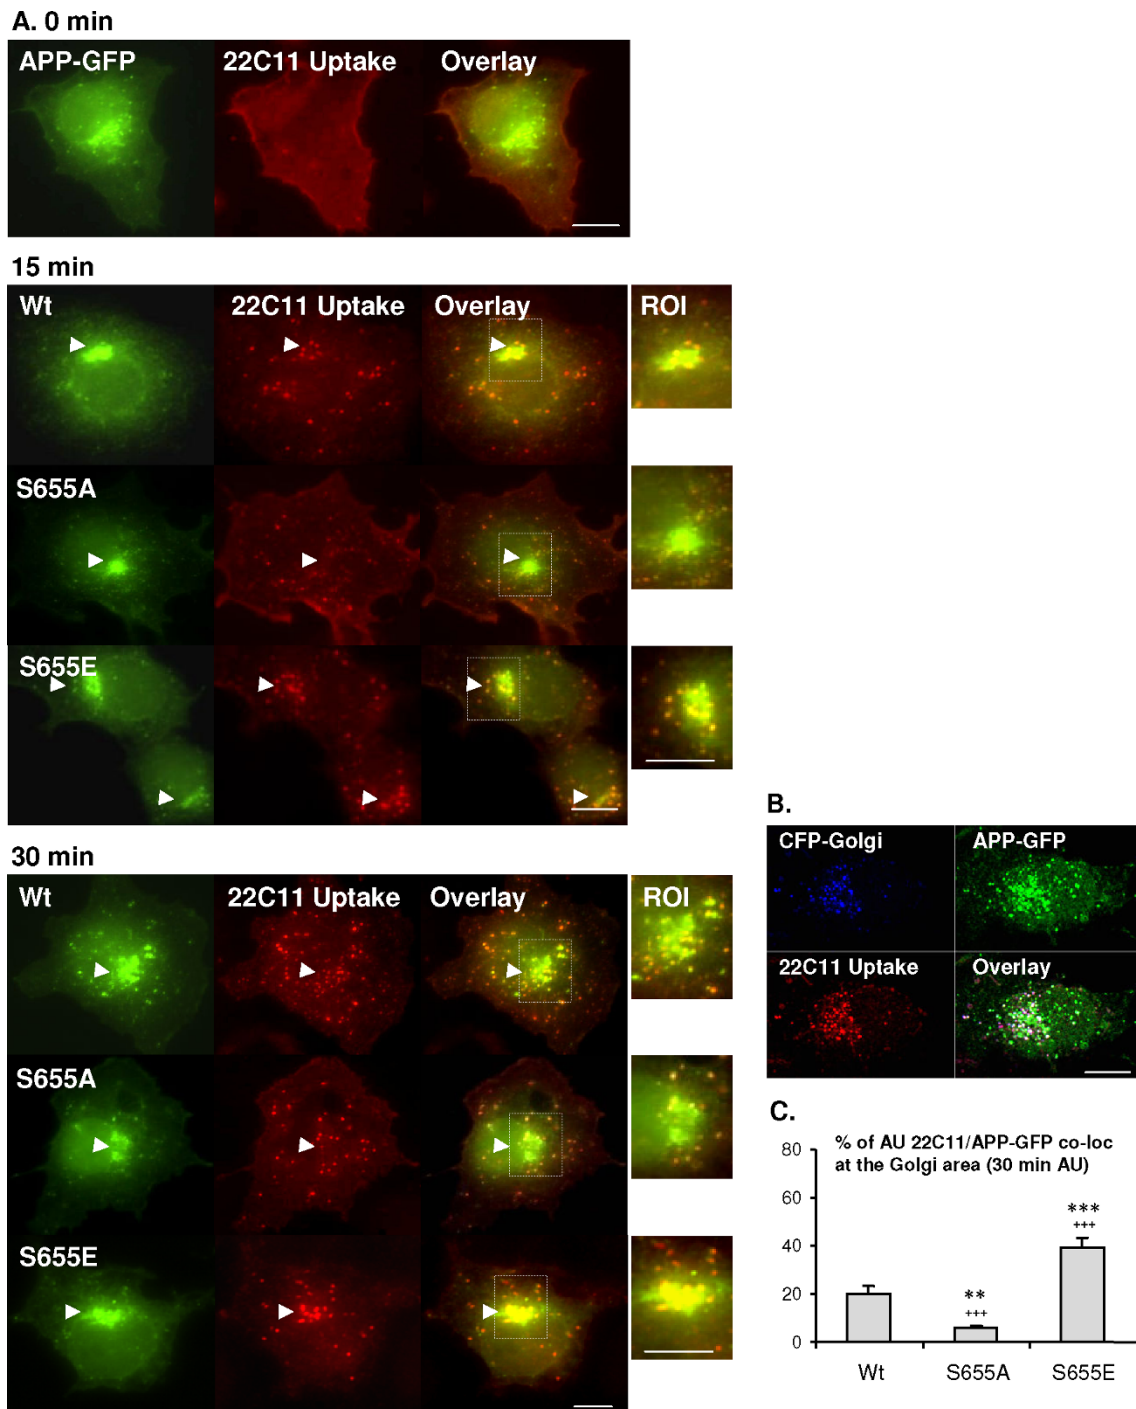 A. 0 min
APP-GFP 22C11 Uptake Overlay
15 min
Wt 22C11 Uptake Overlay ROI
S655A
S655E
30 min
Wt 22C11 Uptake Overlay ROI
S655A
S655E
B.
CFP-Golgi APP-GFP
22C11 Uptake Overlay
C.
% of AU 22C11/APP-GFP co-loc
at the Golgi area (30 min AU)
80
60
40
20
0
** 
+++
***
+++
Wt S655A S655E